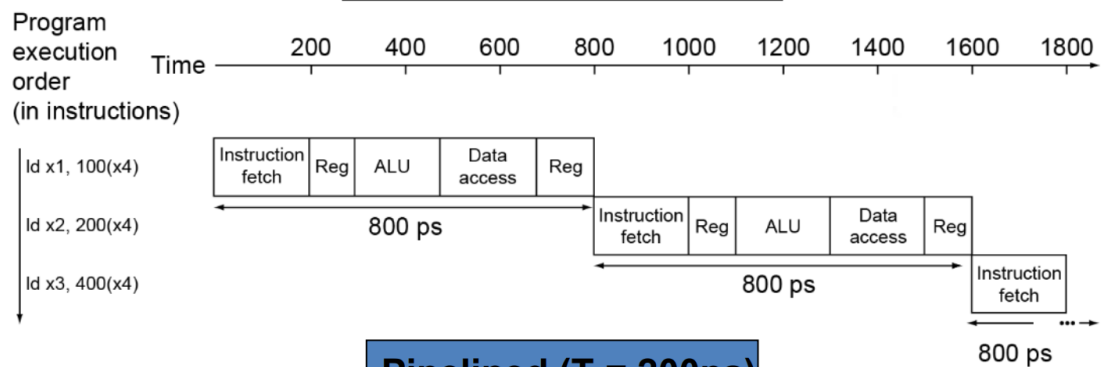 Program
execution
order
(in instructions)
Time
200 400 600 800 1000 1200 1400 1600 1800
ld x1, 100(x4)
Instruction
fetch
Reg
ALU
Data
access
Reg
800 ps
ld x2, 200(x4)
Instruction
fetch
Reg
ALU
Data
access
Reg
800 ps
ld x3, 400(x4)
Instruction
fetch
...
800 ps